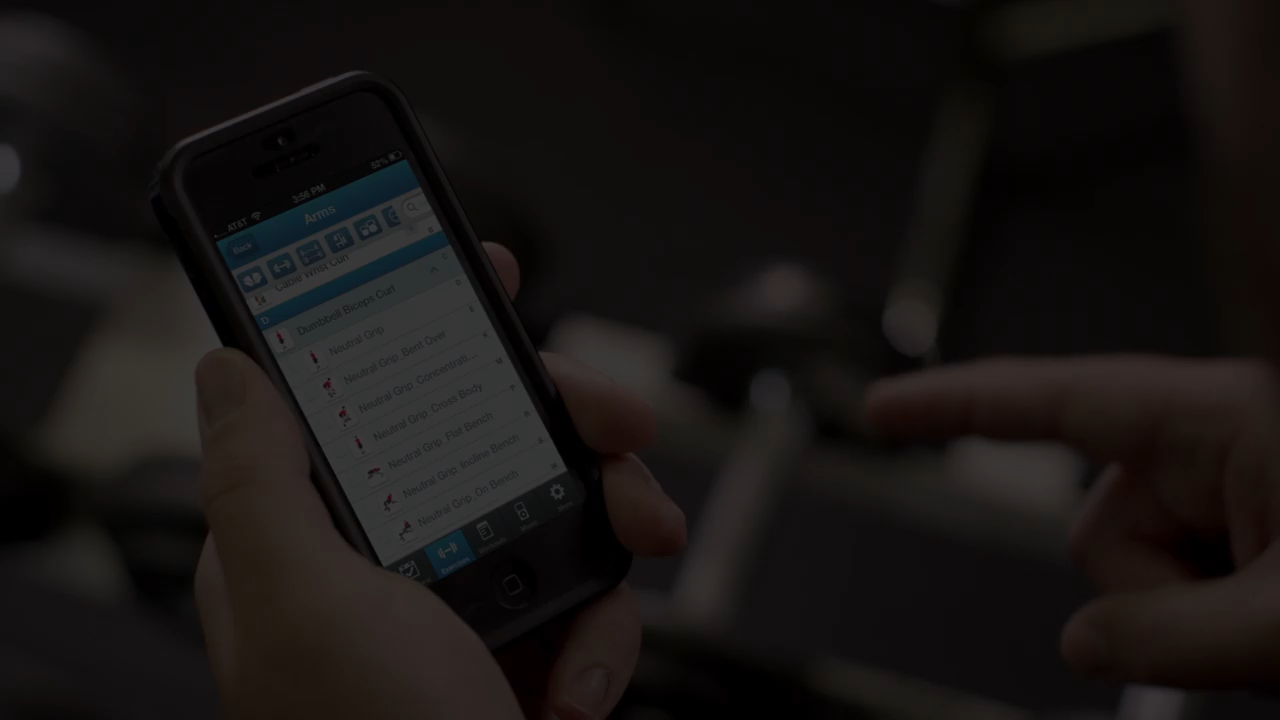 AT&T 3:56 PM 52%
Back Arms
Cable Wrist Curl
D
Dumbbell Biceps Curl
Neutral Grip
Neutral Grip, Bent Over
Neutral Grip, Concentrati...
Neutral Grip, Cross Body
Neutral Grip, Flat Bench
Neutral Grip, Incline Bench
Neutral Grip, On Bench
Exercises